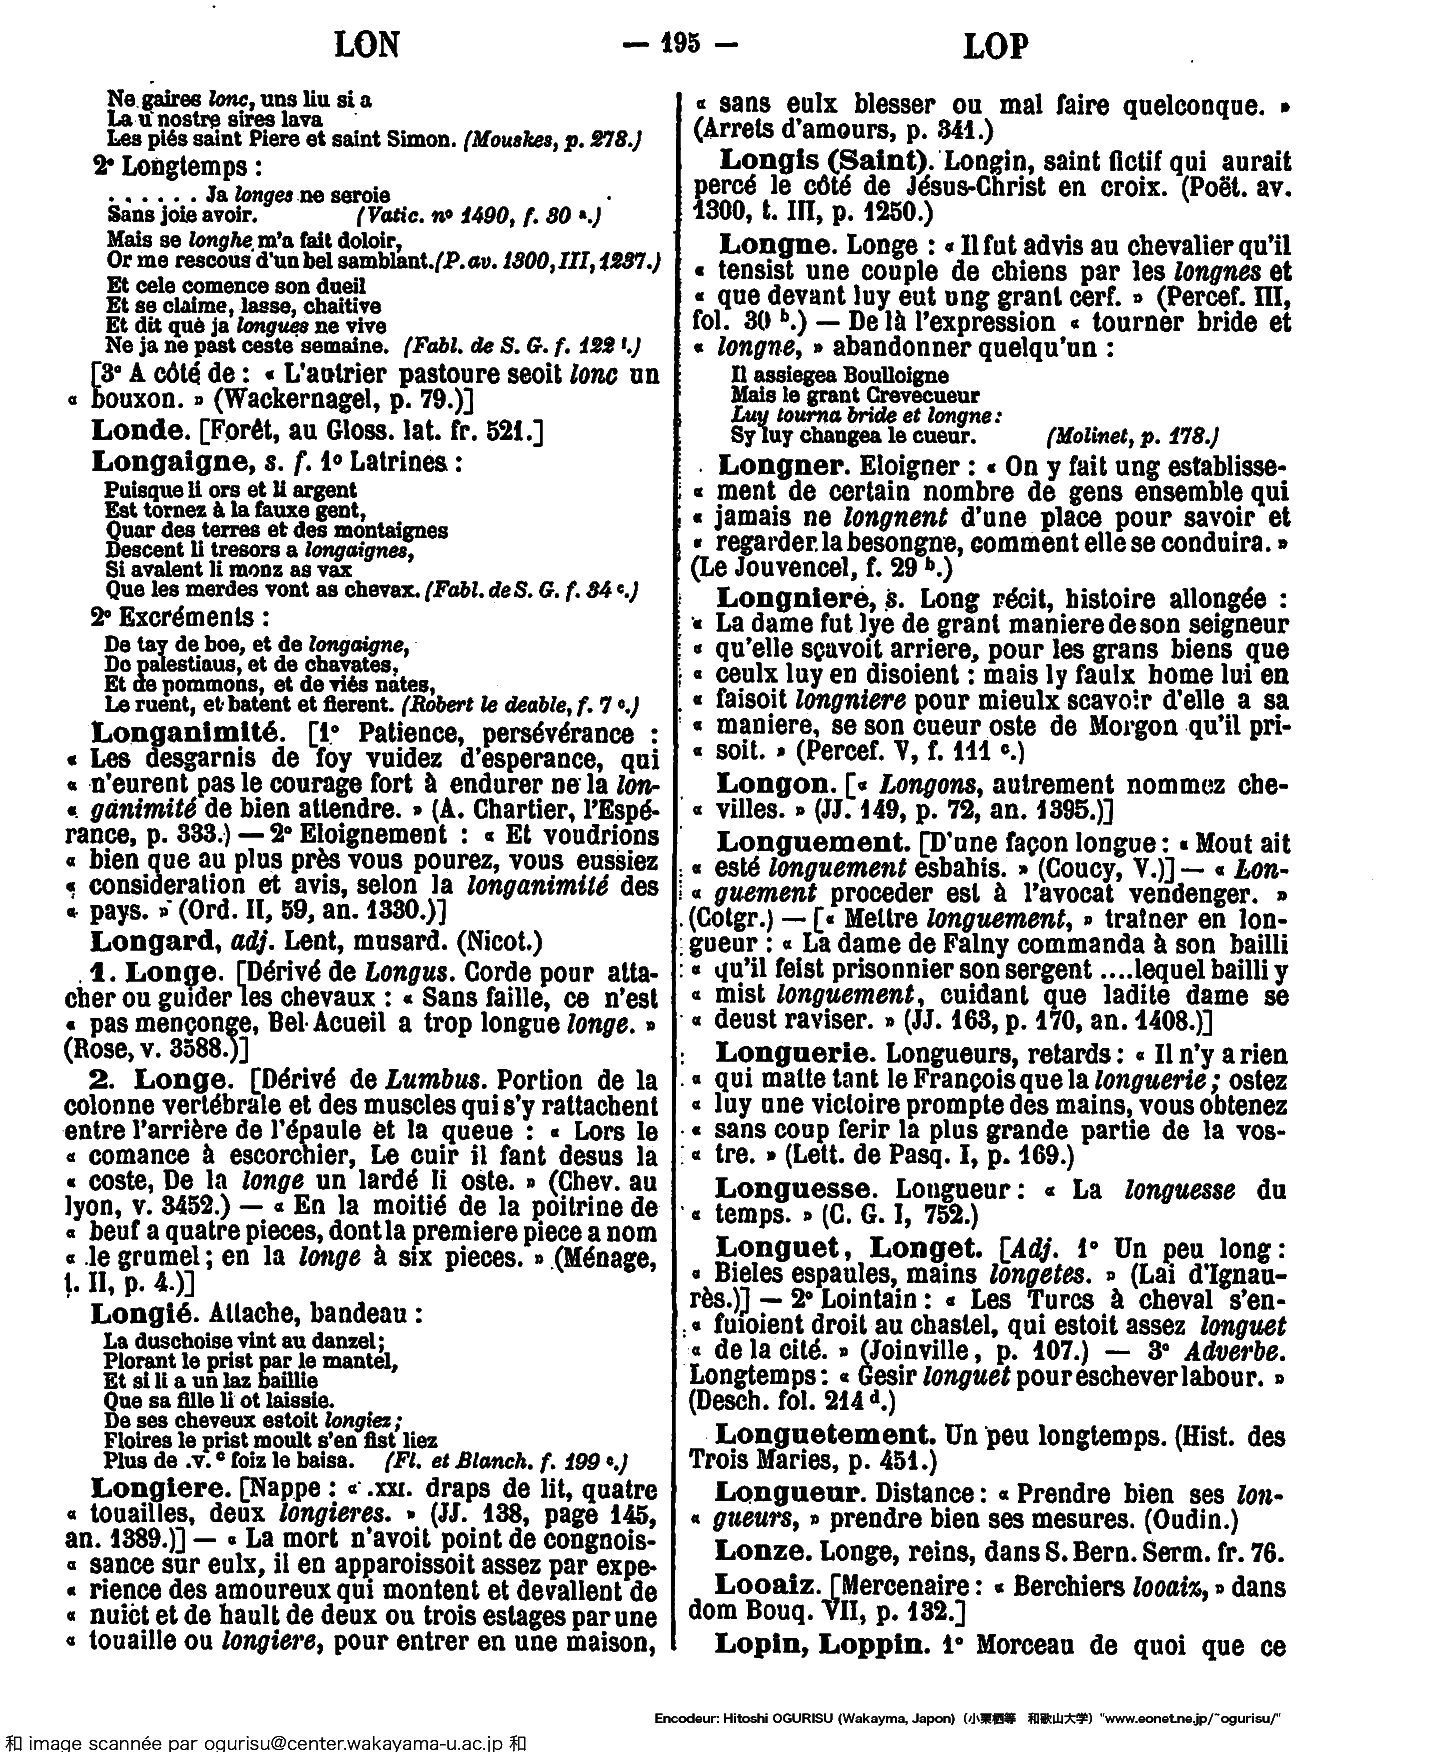 LON — 195 — LOP
Ne gaires lonc, uns liu si a
La u nostre sires lava
Les piés saint Piere et saint Simon. (Mouskes, p. 278.)
2° Longtemps :
. . . . . . Ja longes ne seroie
Sans joie avoir. (Vatic. n° 1490, f. 80 ª.)
Mais se longhe m'a fait doloir,
Or me rescous d'un bel samblant. (P. av. 1300, III, 1237.)
Et cele comence son dueil
Et se claime, lasse, chaitive
Et dit que ja longues ne vive
Ne ja ne past ceste semaine. (Fabl. de S. G. f. 122 ᶠ.)
[3° A côté de : « L'autrier pastoure seoit lonc un
« bouxon. » (Wackernagel, p. 79.)]
Londe. [Forêt, au Gloss. lat. fr. 521.]
Longaigne, s. f. 1° Latrines :
Puisque li ors et li argent
Est tornez à la fauxe gent,
Quar des terres et des montaignes
Descent li tresors a longaignes,
Si avalent li monz as vax
Que les merdes vont as chevax. (Fabl. de S. G. f. 84 ᶜ.)
2° Excréments :
De tay de boe, et de longaigne,
Do palestiaus, et de chavates,
Et de pommons, et de viés nates,
Le ruent, et batent et fierent. (Robert le deable, f. 7 ᶜ.)
Longanimité. [1° Patience, persévérance :
« Les desgarnis de foy vuidez d'esperance, qui
« n'eurent pas le courage fort à endurer ne la lon-
« ganimité de bien attendre. » (A. Chartier, l'Espé-
rance, p. 333.) — 2° Eloignement : « Et voudrions
« bien que au plus près vous pourez, vous eussiez
« consideration et avis, selon la longanimité des
« pays. » (Ord. II, 59, an. 1330.)]
Longard, adj. Lent, musard. (Nicot.)
1. Longe. [Dérivé de Longus. Corde pour atta-
cher ou guider les chevaux : « Sans faille, ce n'est
« pas mençonge, Bel Acueil a trop longue longe. »
(Rose, v. 3588.)]
2. Longe. [Dérivé de Lumbus. Portion de la
colonne vertébrale et des muscles qui s'y rattachent
entre l'arrière de l'épaule et la queue : « Lors le
« comance à escorchier, Le cuir il fant desus la
« coste, De la longe un lardé li oste. » (Chev. au
lyon, v. 3452.) — « En la moitié de la poitrine de
« beuf a quatre pieces, dont la premiere piece a nom
« le grumel ; en la longe à six pieces. » (Ménage,
t. II, p. 4.)]
Longié. Attache, bandeau :
La duschoise vint au danzel ;
Plorant le prist par le mantel,
Et si li a un laz baillie
Que sa fille li ot laissie.
De ses cheveux estoit longiez ;
Floires le prist moult s'en fist liez
Plus de .v. ᶜ foiz le baisa. (Fl. et Blanch. f. 199 ᶜ.)
Longiere. [Nappe : « .xxi. draps de lit, quatre
« touailles, deux longieres. » (JJ. 138, page 145,
an. 1389.)] — « La mort n'avoit point de congnois-
« sance sur eulx, il en apparoissoit assez par expe-
« rience des amoureux qui montent et devallent de
« nuict et de hault de deux ou trois estages par une
« touaille ou longiere, pour entrer en une maison,
« sans eulx blesser ou mal faire quelconque. »
(Arrets d'amours, p. 341.)
Longis (Saint). Longin, saint fictif qui aurait
percé le côté de Jésus-Christ en croix. (Poët. av.
1300, t. III, p. 1250.)
Longne. Longe : « Il fut advis au chevalier qu'il
« tensist une couple de chiens par les longnes et
« que devant luy eut ung grant cerf. » (Percef. III,
fol. 30 ᵇ.) — De là l'expression « tourner bride et
« longne, » abandonner quelqu'un :
Il assiegea Boulloigne
Mais le grant Crevecueur
Luy tourna bride et longne :
Sy luy changea le cueur. (Molinet, p. 178.)
Longner. Eloigner : « On y fait ung establisse-
« ment de certain nombre de gens ensemble qui
« jamais ne longnent d'une place pour savoir et
« regarder la besongne, comment elle se conduira. »
(Le Jouvencel, f. 29 ᵇ.)
Longniere, s. Long récit, histoire allongée :
« La dame fut lye de grant maniere de son seigneur
« qu'elle sçavoit arriere, pour les grans biens que
« ceulx luy en disoient : mais ly faulx home lui en
« faisoit longniere pour mieulx scavoir d'elle a sa
« maniere, se son cueur oste de Morgon qu'il pri-
« soit. » (Percef. V, f. 111 ᶜ.)
Longon. [« Longons, autrement nommez che-
« villes. » (JJ. 149, p. 72, an. 1395.)]
Longuement. [D'une façon longue : « Mout ait
« esté longuement esbahis. » (Coucy, V.)] — « Lon-
« guement proceder est à l'avocat vendenger. »
(Cotgr.) — [« Mettre longuement, » traîner en lon-
gueur : « La dame de Falny commanda à son bailli
« qu'il feist prisonnier son sergent ....lequel bailli y
« mist longuement, cuidant que ladite dame se
« deust raviser. » (JJ. 163, p. 170, an. 1408.)]
Longuerie. Longueurs, retards : « Il n'y a rien
« qui matte tant le François que la longuerie ; ostez
« luy une victoire prompte des mains, vous obtenez
« sans coup ferir la plus grande partie de la vos-
« tre. » (Lett. de Pasq. I, p. 169.)
Longuesse. Longueur : « La longuesse du
« temps. » (C. G. I, 752.)
Longuet, Longet. [Adj. 1° Un peu long :
« Bieles espaules, mains longetes. » (Lai d'Ignau-
rès.)] — 2° Lointain : « Les Turcs à cheval s'en-
« fuioient droit au chastel, qui estoit assez longuet
« de la cité. » (Joinville, p. 107.) — 3° Adverbe.
Longtemps : « Gesir longuet pour eschever labour. »
(Desch. fol. 214 ᵈ.)
Longuetement. Un peu longtemps. (Hist. des
Trois Maries, p. 451.)
Longueur. Distance : « Prendre bien ses lon-
« gueurs, » prendre bien ses mesures. (Oudin.)
Lonze. Longe, reins, dans S. Bern. Serm. fr. 76.
Looaiz. [Mercenaire : « Berchiers looaiz, » dans
dom Bouq. VII, p. 132.]
Lopin, Loppin. 1° Morceau de quoi que ce
Encodeur: Hitoshi OGURISU (Wakayma, Japon) (小栗栖等 和歌山大学) "www.eonet.ne.jp/~ogurisu/"
和 image scannée par ogurisu@center.wakayama-u.ac.jp 和